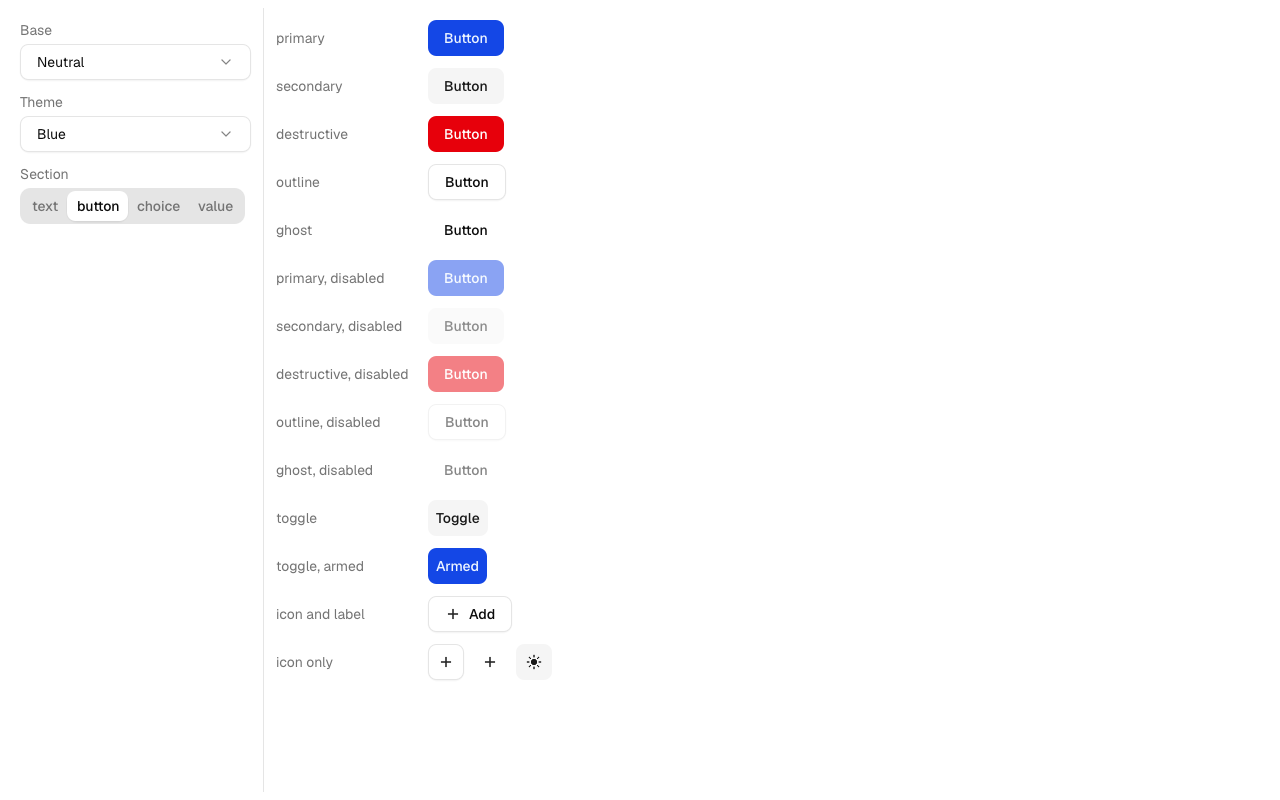 Base
Neutral
Theme
Blue
Section
text button choice value
primary Button
secondary Button
destructive Button
outline Button
ghost Button
primary, disabled Button
secondary, disabled Button
destructive, disabled Button
outline, disabled Button
ghost, disabled Button
toggle Toggle
toggle, armed Armed
icon and label Add
icon only